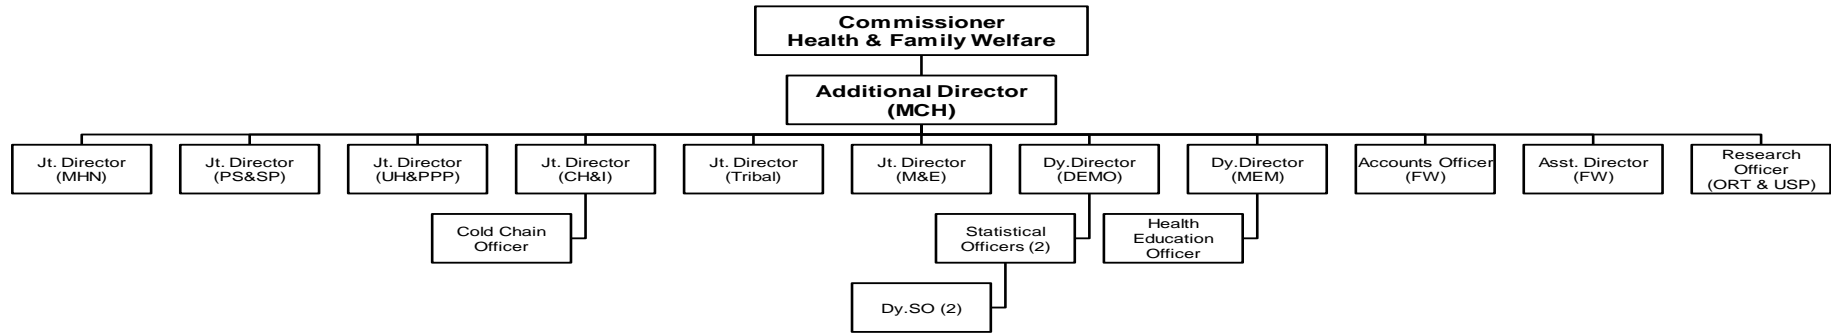 Commissioner
Health & Family Welfare
Additional Director
(MCH)
Jt. Director
(MHN)
Jt. Director
(PS&SP)
Jt. Director
(UH&PPP)
Jt. Director
(CH&I)
Jt. Director
(Tribal)
Jt. Director
(M&E)
Dy.Director
(DEMO)
Dy.Director
(MEM)
Accounts Officer
(FW)
Asst. Director
(FW)
Research
Officer
(ORT & USP)
Cold Chain
Officer
Statistical
Officers (2)
Health
Education
Officer
Dy.SO (2)